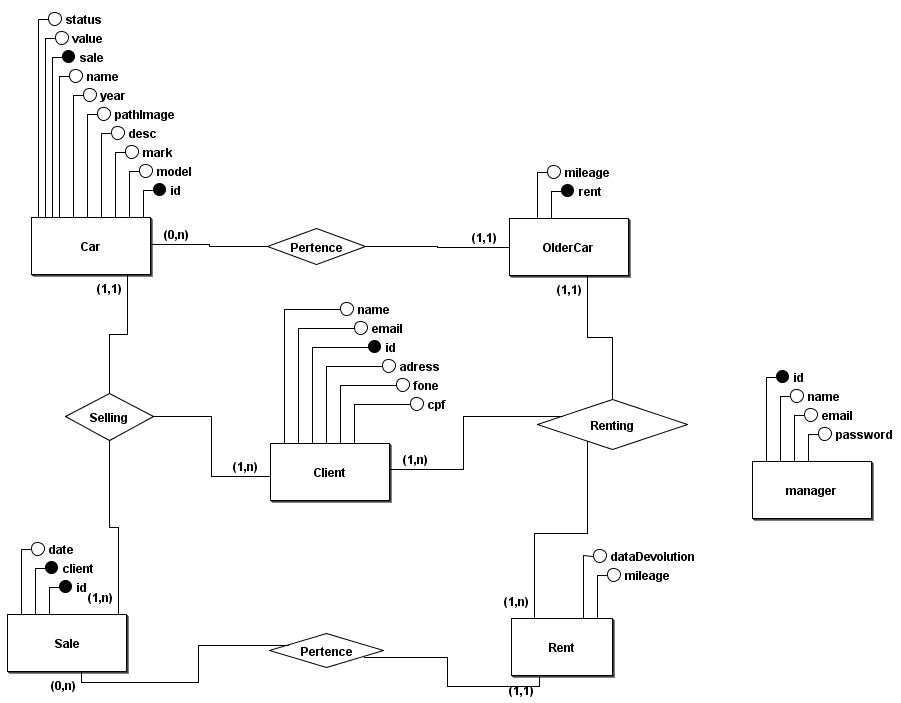 status
value
sale
name
year
pathImage
desc
mark
model
id
mileage
rent
Car
(0,n)
Pertence
(1,1)
OlderCar
(1,1)
(1,1)
name
email
id
adress
fone
cpf
id
name
email
password
Selling
Renting
(1,n)
Client
(1,n)
manager
date
client
id
(1,n)
dataDevolution
mileage
(1,n)
Sale
Pertence
Rent
(0,n)
(1,1)